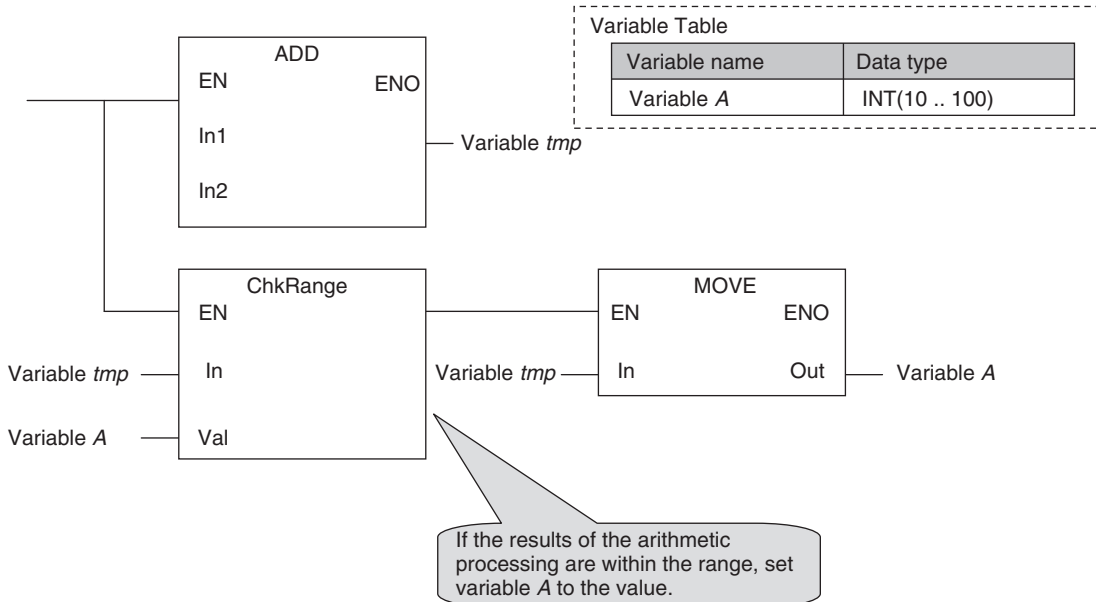 ADD
EN
ENO
In1
Variable tmp
In2
Variable Table
Variable name Data type
Variable A INT(10 .. 100)
ChkRange
EN
Variable tmp In
Variable A Val
MOVE
EN ENO
Variable tmp In Out Variable A
If the results of the arithmetic
processing are within the range, set
variable A to the value.